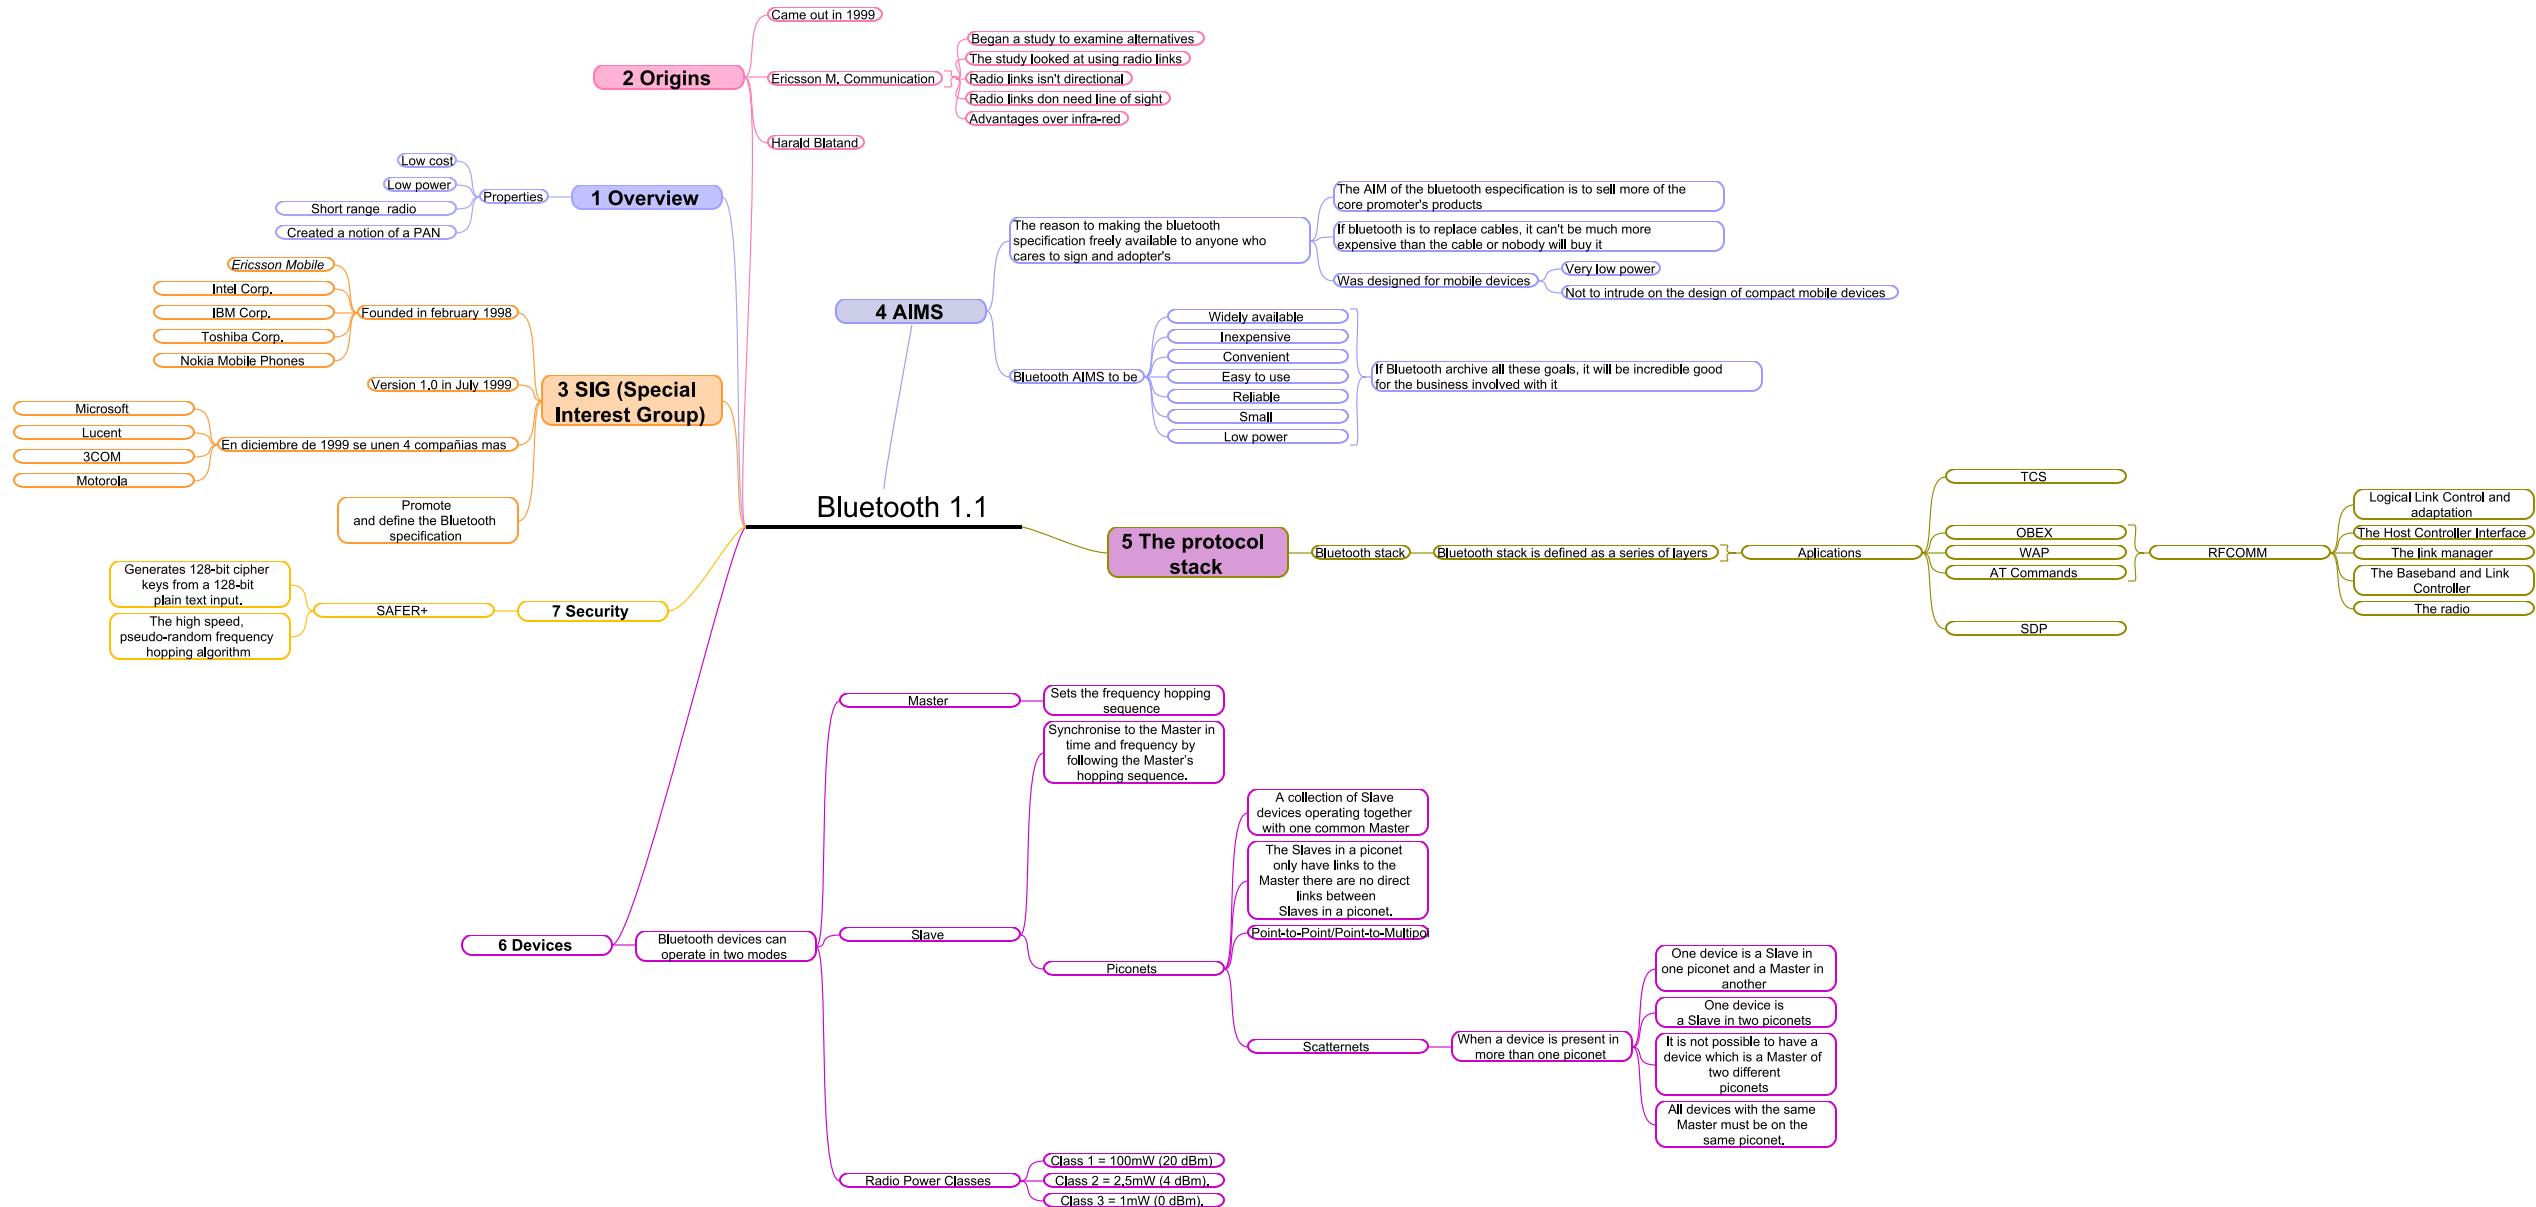 Came out in 1999
Began a study to examine alternatives
The study looked at using radio links
2 Origins
Ericsson M. Communication
Radio links isn't directional
Radio links don need line of sight
Advantages over infra-red
Harald Blatand
Low cost
Low power
Properties
1 Overview
Short range radio
Created a notion of a PAN
Ericsson Mobile
Intel Corp.
IBM Corp.
Founded in february 1998
Toshiba Corp.
Nokia Mobile Phones
Version 1.0 in July 1999
3 SIG (Special
Interest Group)
Microsoft
Lucent
En diciembre de 1999 se unen 4 compañias mas
3COM
Motorola
Promote
and define the Bluetooth
specification
The AIM of the bluetooth especification is to sell more of the
core promoter's products
The reason to making the bluetooth
specification freely available to anyone who
cares to sign and adopter's
If bluetooth is to replace cables, it can't be much more
expensive than the cable or nobody will buy it
Was designed for mobile devices
Very low power
Not to intrude on the design of compact mobile devices
4 AIMS
Widely available
Inexpensive
Convenient
Bluetooth AIMS to be
Easy to use
Reliable
Small
Low power
If Bluetooth archive all these goals, it will be incredible good
for the business involved with it
Bluetooth 1.1
5 The protocol
stack
Bluetooth stack
Bluetooth stack is defined as a series of layers
Aplications
TCS
OBEX
WAP
AT Commands
SDP
RFCOMM
Logical Link Control and
adaptation
The Host Controller Interface
The link manager
The Baseband and Link
Controller
The radio
Generates 128-bit cipher
keys from a 128-bit
plain text input.
SAFER+
7 Security
The high speed,
pseudo-random frequency
hopping algorithm
6 Devices
Bluetooth devices can
operate in two modes
Master
Sets the frequency hopping
sequence
Slave
Synchronise to the Master in
time and frequency by
following the Master's
hopping sequence.
Piconets
A collection of Slave
devices operating together
with one common Master
The Slaves in a piconet
only have links to the
Master there are no direct
links between
Slaves in a piconet.
Point-to-Point/Point-to-Multipoi
Scatternets
When a device is present in
more than one piconet
One device is a Slave in
one piconet and a Master in
another
One device is
a Slave in two piconets
It is not possible to have a
device which is a Master of
two different
piconets
All devices with the same
Master must be on the
same piconet.
Radio Power Classes
Class 1 = 100mW (20 dBm)
Class 2 = 2.5mW (4 dBm).
Class 3 = 1mW (0 dBm).